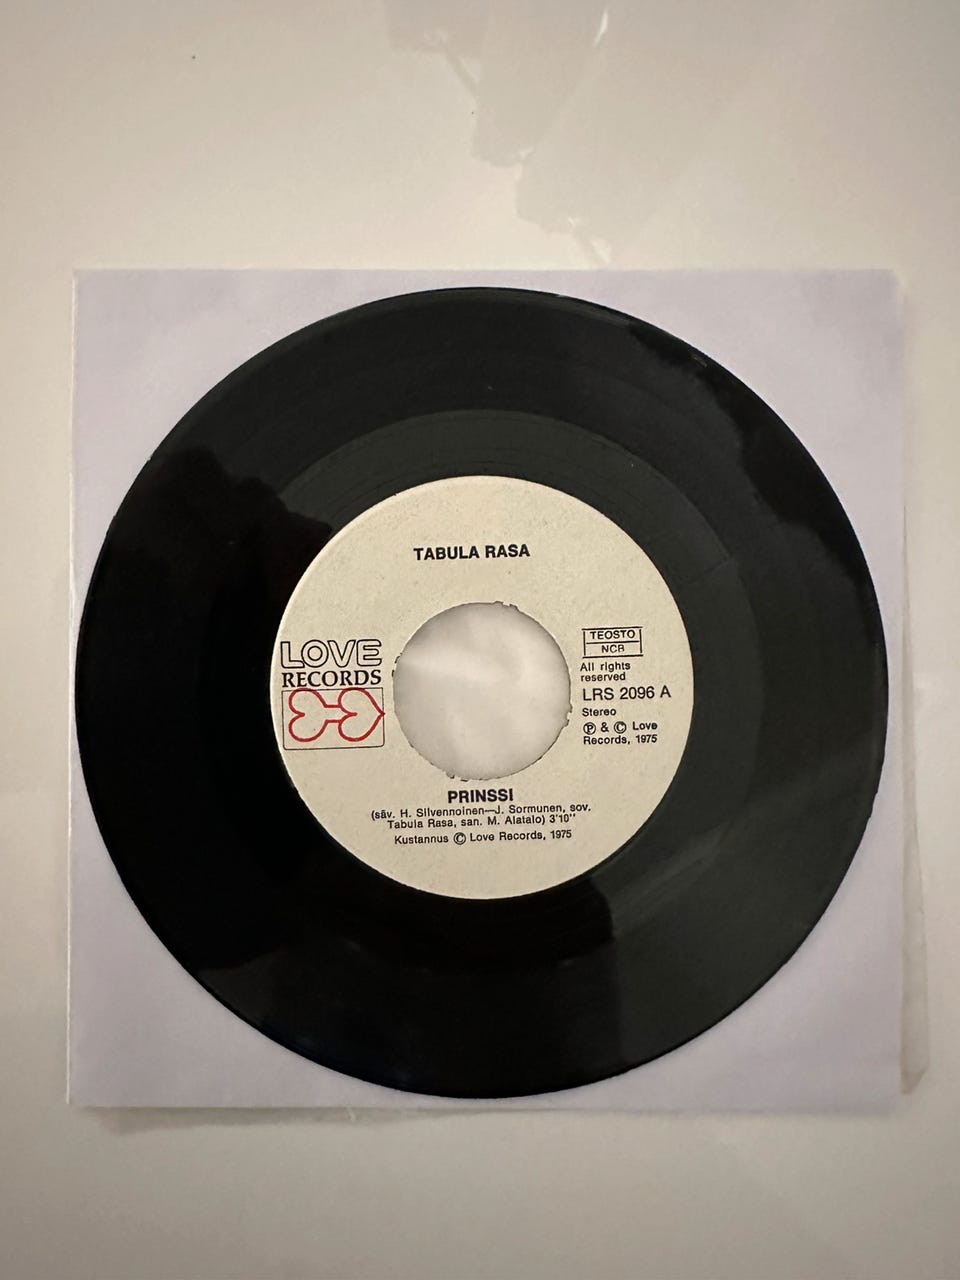 TABULA RASA
LOVE
RECORDS
TEOSTO
NCB
All rights
reserved
LRS 2096 A
Stereo
Ⓟ & © Love
Records, 1975
PRINSSI
(säv. H. Silvennoinen—J. Sormunen, sov.
Tabula Rasa, san. M. Alatalo) 3'10''
Kustannus © Love Records, 1975